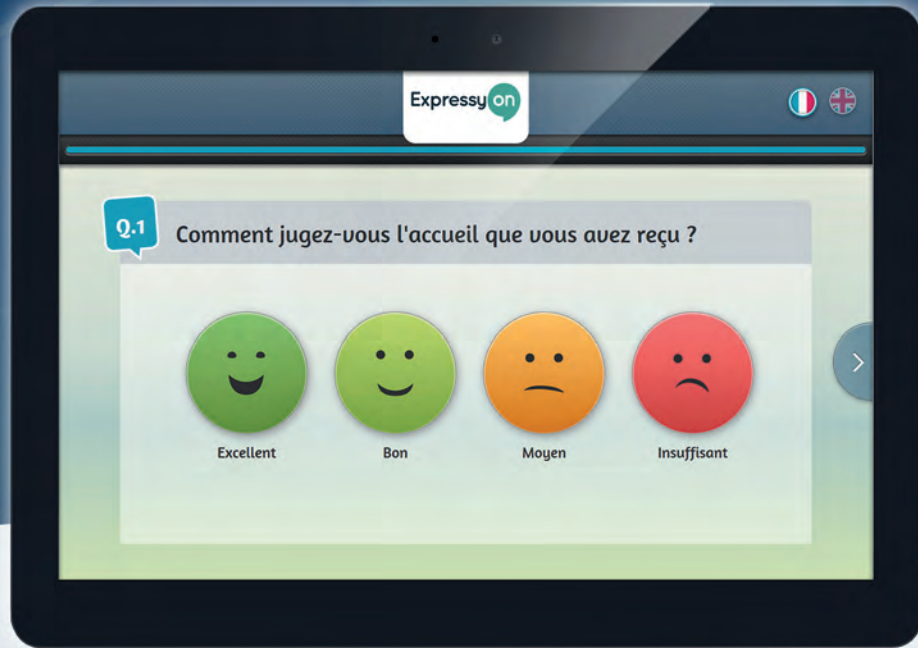 Expressyon
Q.1
Comment jugez-vous l'accueil que vous avez reçu ?
Excellent
Bon
Moyen
Insuffisant